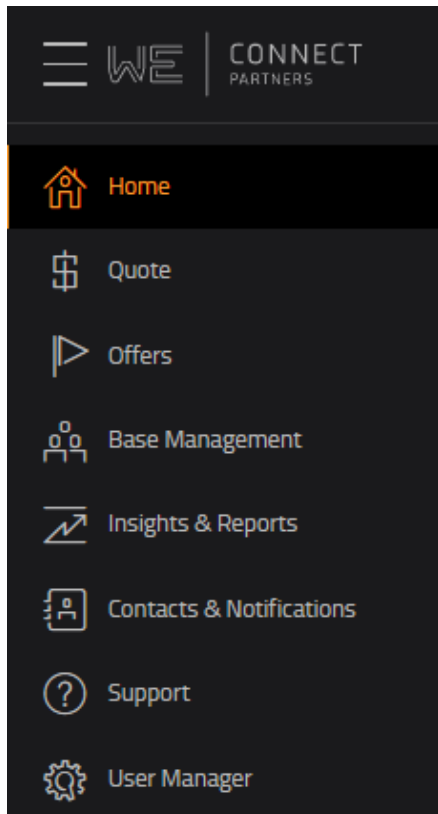 WE CONNECT
PARTNERS
Home
Quote
Offers
Base Management
Insights & Reports
Contacts & Notifications
Support
User Manager